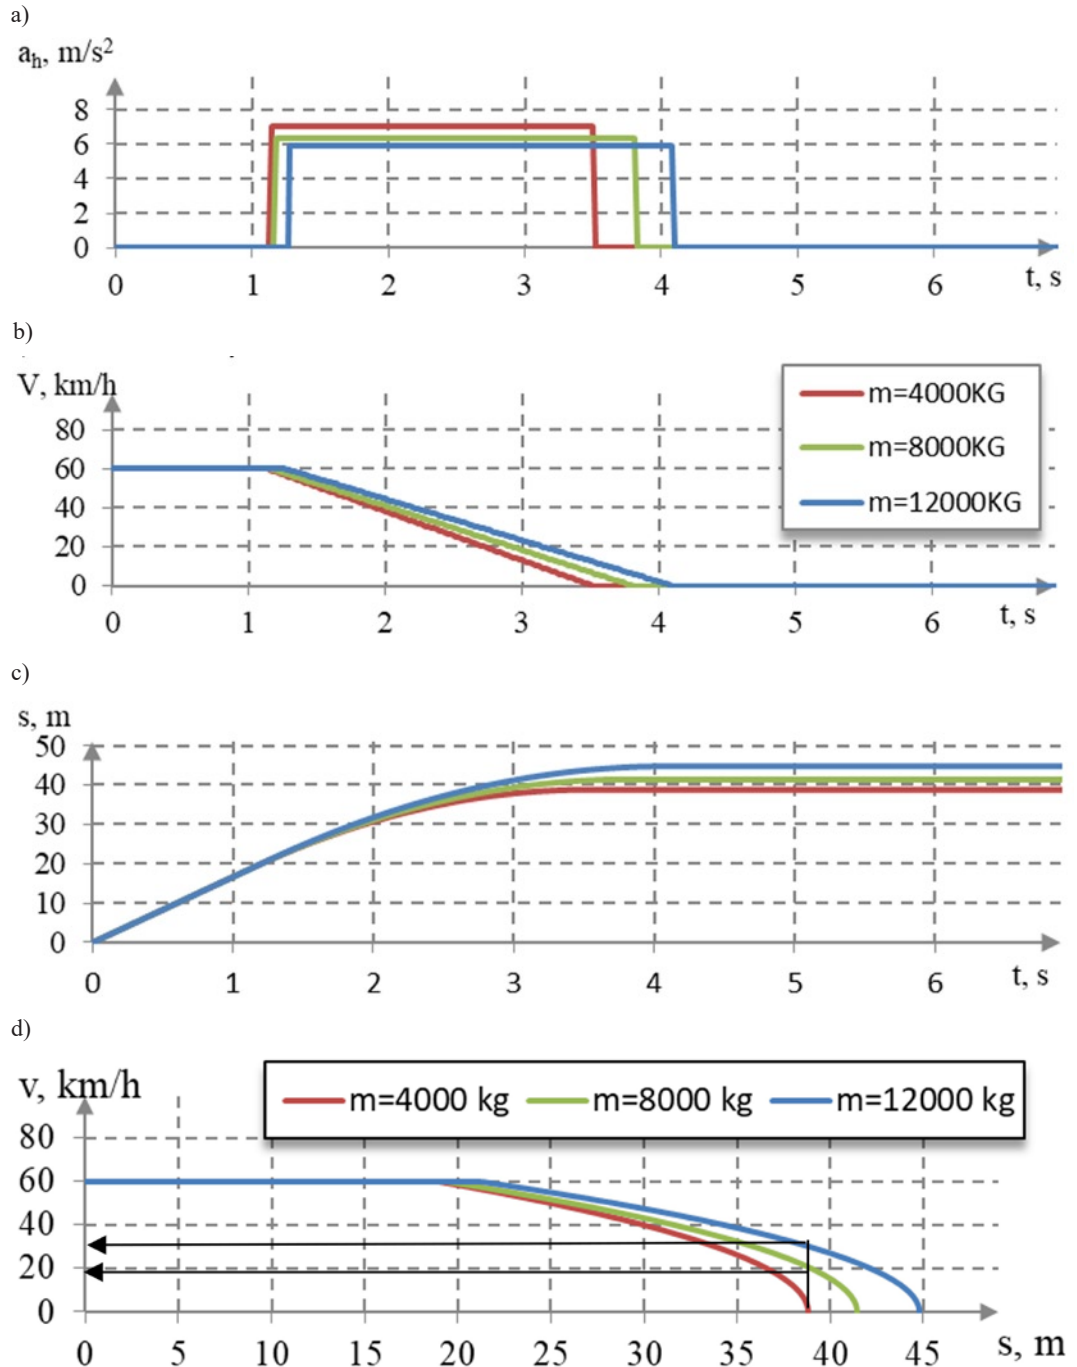 a)
aₕ, m/s²
8
6
4
2
0
0 1 2 3 4 5 6 t, s
b)
V, km/h
80
60
40
20
0
m=4000KG
m=8000KG
m=12000KG
0 1 2 3 4 5 6 t, s
c)
s, m
50
40
30
20
10
0
0 1 2 3 4 5 6 t, s
d)
v, km/h
m=4000 kg m=8000 kg m=12000 kg
80
60
40
20
0
0 5 10 15 20 25 30 35 40 45 s, m